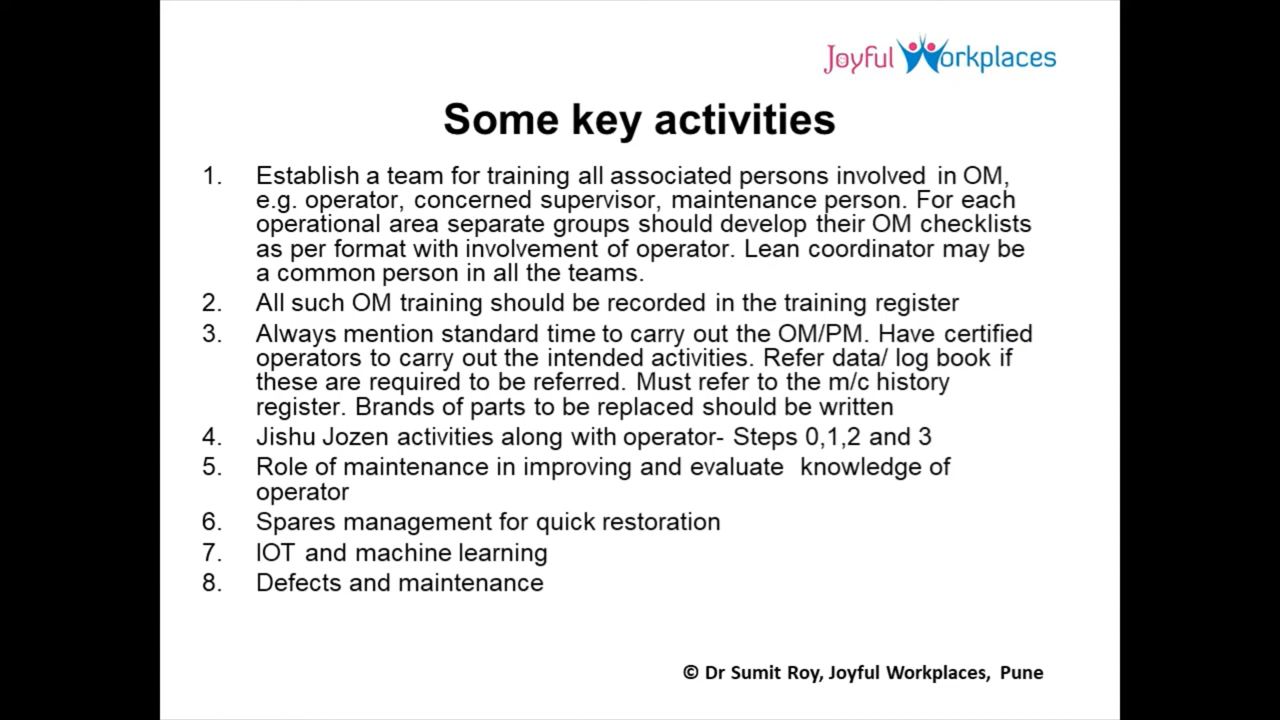 Joyful Workplaces
Some key activities
1. Establish a team for training all associated persons involved in OM,
e.g. operator, concerned supervisor, maintenance person. For each
operational area separate groups should develop their OM checklists
as per format with involvement of operator. Lean coordinator may be
a common person in all the teams.
2. All such OM training should be recorded in the training register
3. Always mention standard time to carry out the OM/PM. Have certified
operators to carry out the intended activities. Refer data/ log book if
these are required to be referred. Must refer to the m/c history
register. Brands of parts to be replaced should be written
4. Jishu Jozen activities along with operator- Steps 0,1,2 and 3
5. Role of maintenance in improving and evaluate knowledge of
operator
6. Spares management for quick restoration
7. IOT and machine learning
8. Defects and maintenance
© Dr Sumit Roy, Joyful Workplaces, Pune